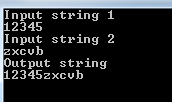 Input string 1
12345
Input string 2
zxcvb
Output string
12345zxcvb